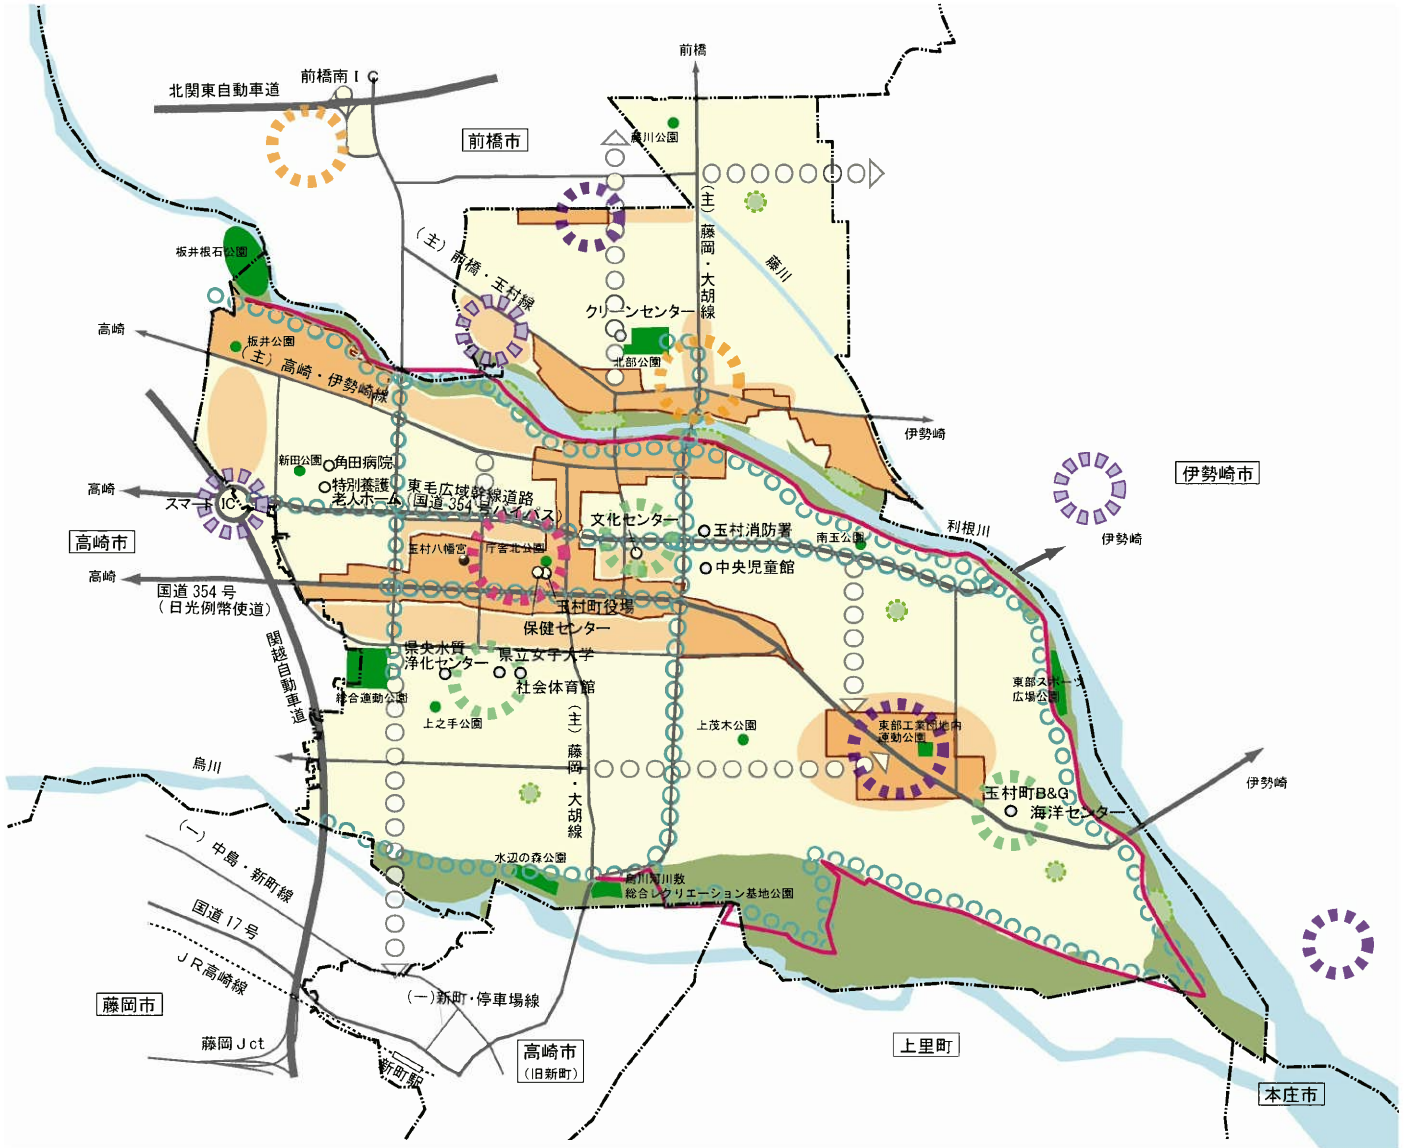 前橋
前橋南ＩＣ
北関東自動車道
前橋市
藤川公園
(主)藤岡・大胡線
板井根石公園
(主)前橋・玉村線
藤川
クリーンセンター
高崎
板井公園
(主)高崎・伊勢崎線
北部公園
伊勢崎
新田公園
角田病院
特別養護
老人ホーム
東毛広域幹線道路
(国道354号バイパス)
高崎
スマートIC
文化センター
玉村消防署
南玉公園
利根川
伊勢崎市
伊勢崎
高崎市
玉村八幡宮
庁舎北公園
中央児童館
高崎
国道354号
(日光例幣使道)
玉村町役場
保健センター
関越自動車道
県央水質
浄化センター
県立女子大学
社会体育館
総合運動公園
上之手公園
(主)藤岡・大胡線
上茂木公園
東部工業団地内
運動公園
東部スポーツ
広場公園
烏川
玉村町B&G
海洋センター
伊勢崎
(一)中島・新町線
水辺の森公園
烏川河川敷
総合レクリエーション基地公園
国道17号
ＪＲ高崎線
藤岡市
(一)新町・停車場線
藤岡Jct
新町駅
高崎市
(旧新町)
上里町
本庄市